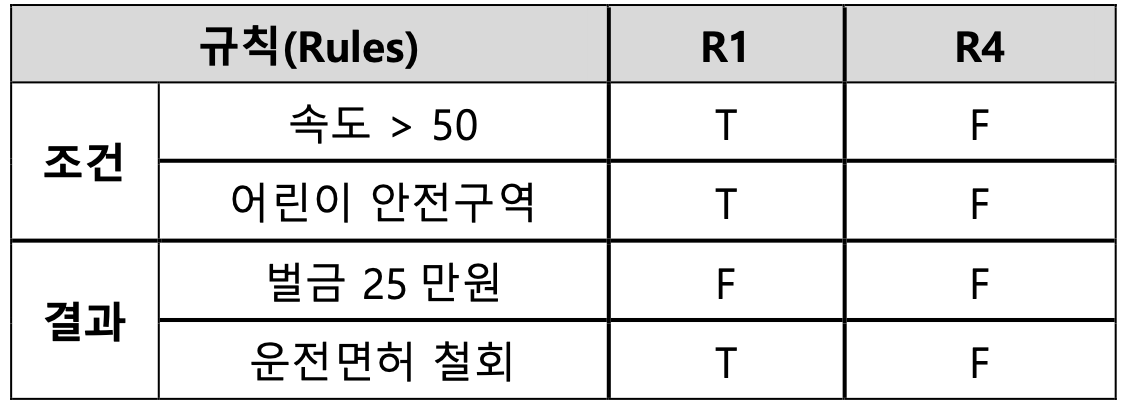 규칙(Rules) R1 R4
조건
속도 > 50 T F
어린이 안전구역 T F
결과
벌금 25 만원 F F
운전면허 철회 T F